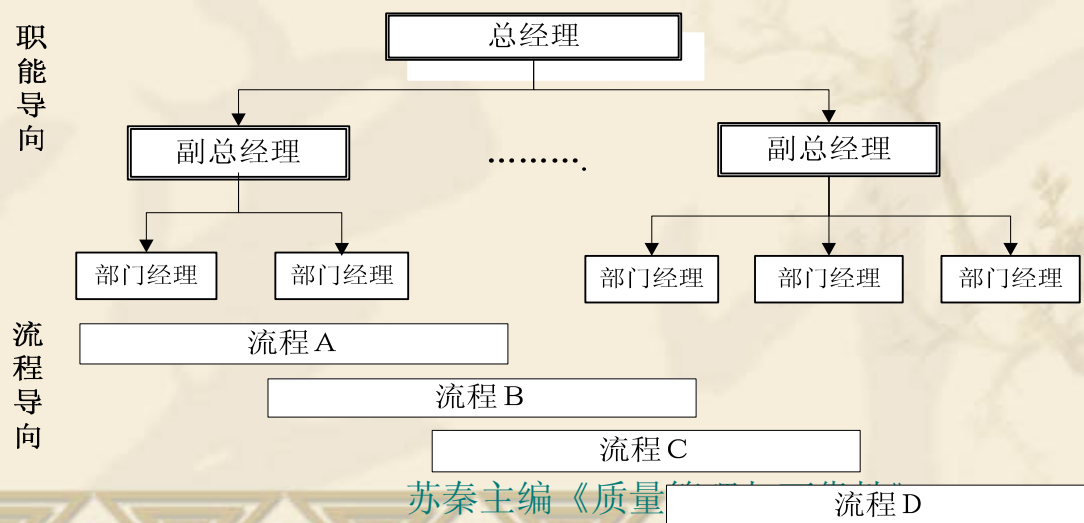 职能导向
总经理
副总经理
……….
副总经理
部门经理
部门经理
部门经理
部门经理
部门经理
流程导向
流程A
流程B
流程C
苏秦主编《质量
流程D